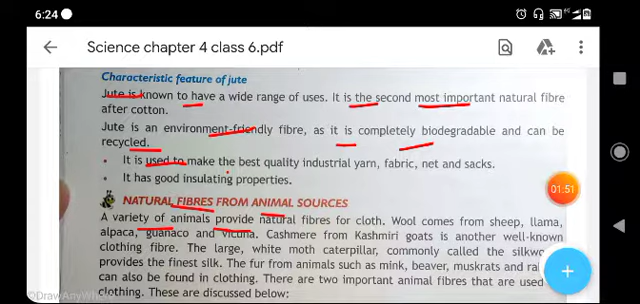 6:24
Science chapter 4 class 6.pdf
Characteristic feature of jute
Jute is known to have a wide range of uses. It is the second most important natural fibre
after cotton.
Jute is an environment-friendly fibre, as it is completely biodegradable and can be
recycled.
• It is used to make the best quality industrial yarn, fabric, net and sacks.
• It has good insulating properties.
01:51
NATURAL FIBRES FROM ANIMAL SOURCES
A variety of animals provide natural fibres for cloth. Wool comes from sheep, llama,
alpaca, guanaco and vicuna. Cashmere from Kashmiri goats is another well-known
clothing fibre. The large, white moth caterpillar, commonly called the silkwo
provides the finest silk. The fur from animals such as mink, beaver, muskrats and ra
can also be found in clothing. There are two important animal fibres that are used
clothing. These are discussed below:
DrawAnyWh